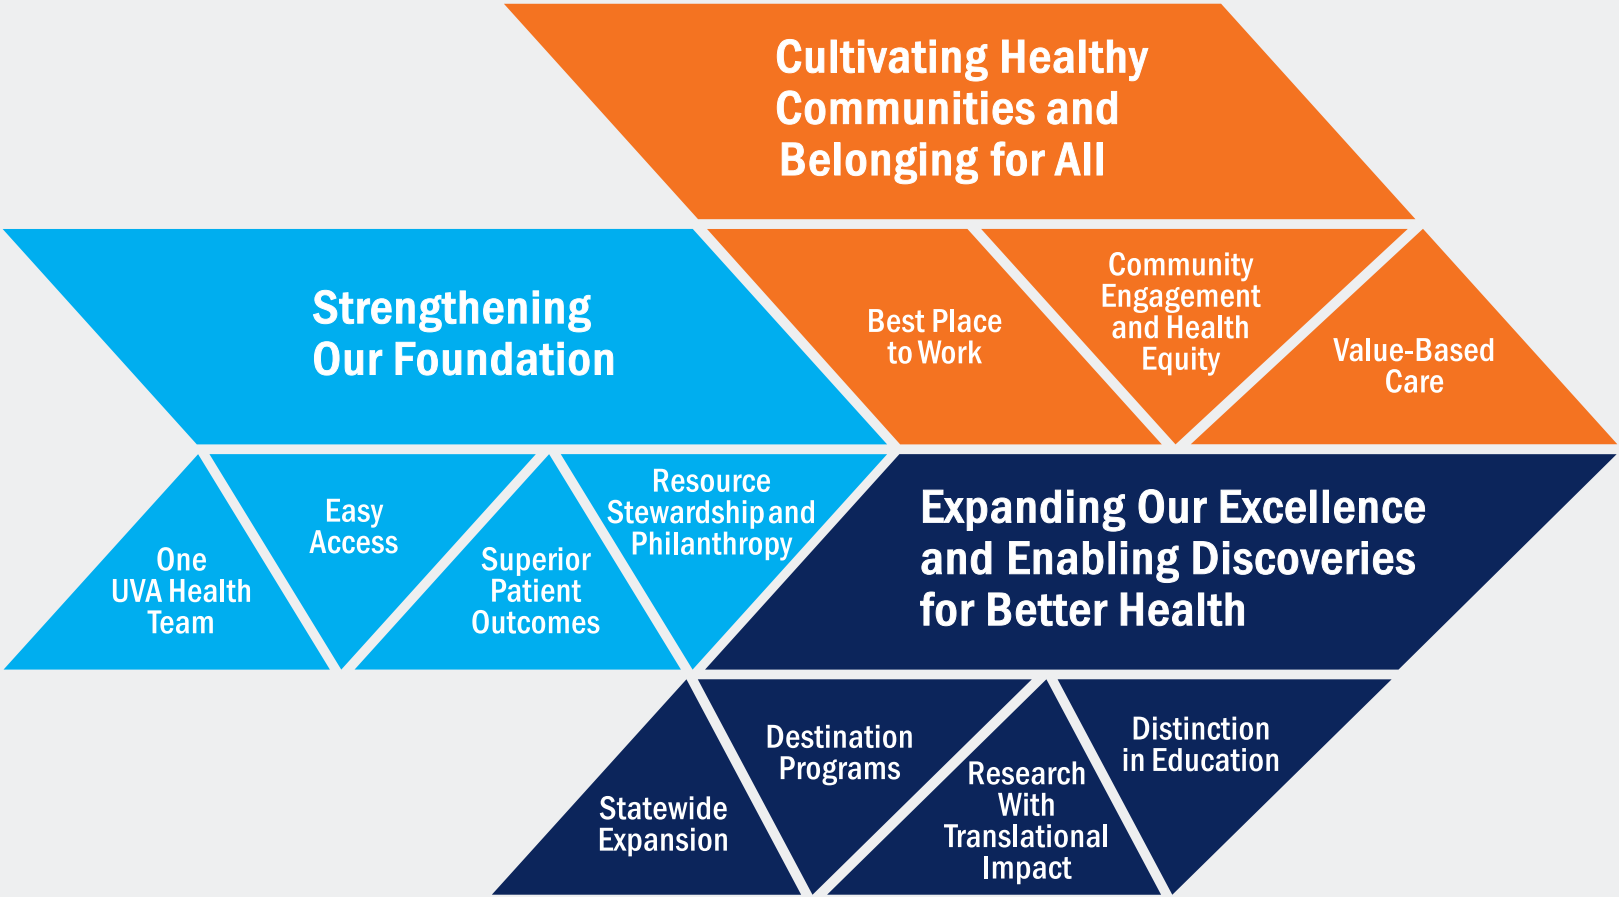 Cultivating Healthy
Communities and
Belonging for All
Best Place
to Work
Community
Engagement
and Health
Equity
Value-Based
Care
Strengthening
Our Foundation
One
UVA Health
Team
Easy
Access
Superior
Patient
Outcomes
Resource
Stewardship and
Philanthropy
Expanding Our Excellence
and Enabling Discoveries
for Better Health
Statewide
Expansion
Destination
Programs
Research
With
Translational
Impact
Distinction
in Education